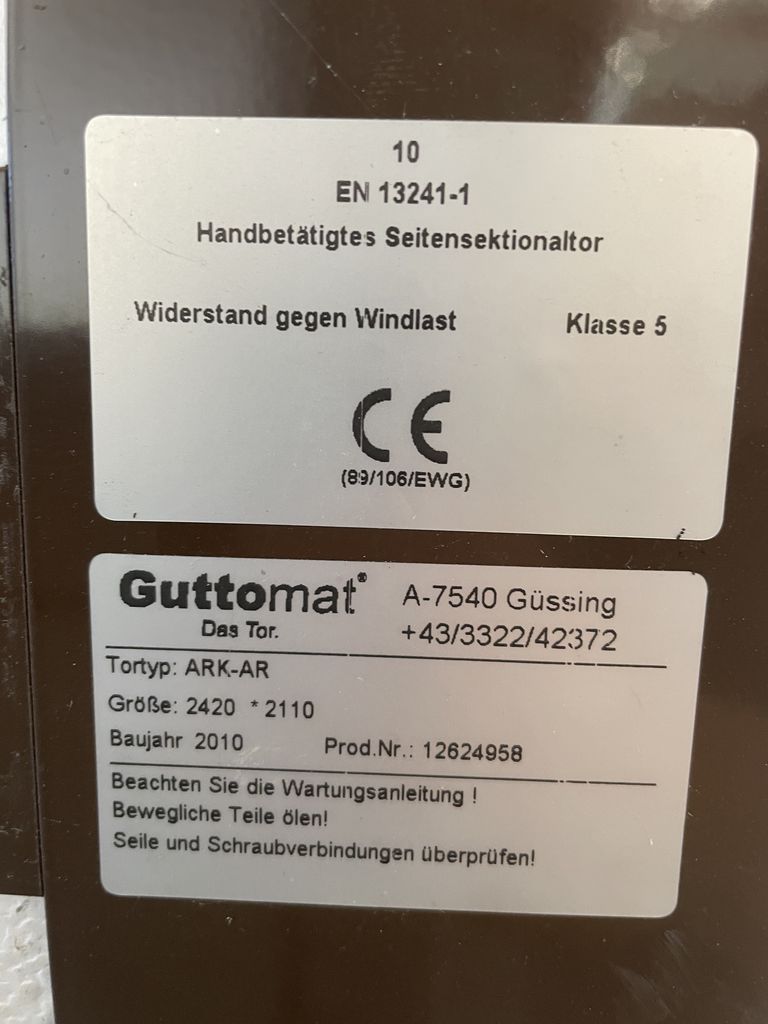 10
EN 13241-1
Handbetätigtes Seitensektionaltor
Widerstand gegen Windlast Klasse 5
CE
(89/106/EWG)
Guttomat® A-7540 Güssing
Das Tor. +43/3322/42372
Tortyp: ARK-AR
Größe: 2420 * 2110
Baujahr 2010 Prod.Nr.: 12624958
Beachten Sie die Wartungsanleitung !
Bewegliche Teile ölen!
Seile und Schraubverbindungen überprüfen!